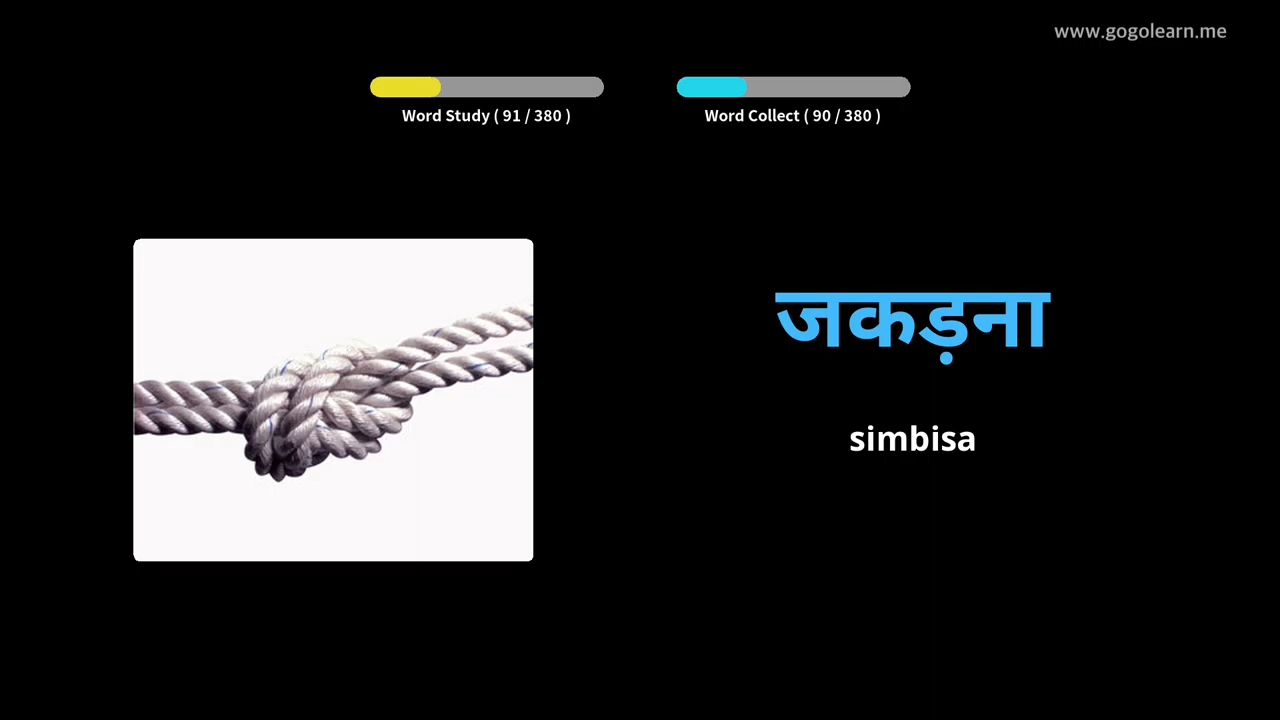 www.gogolearn.me
Word Study ( 91 / 380 )
Word Collect ( 90 / 380 )
जकड़ना
simbisa